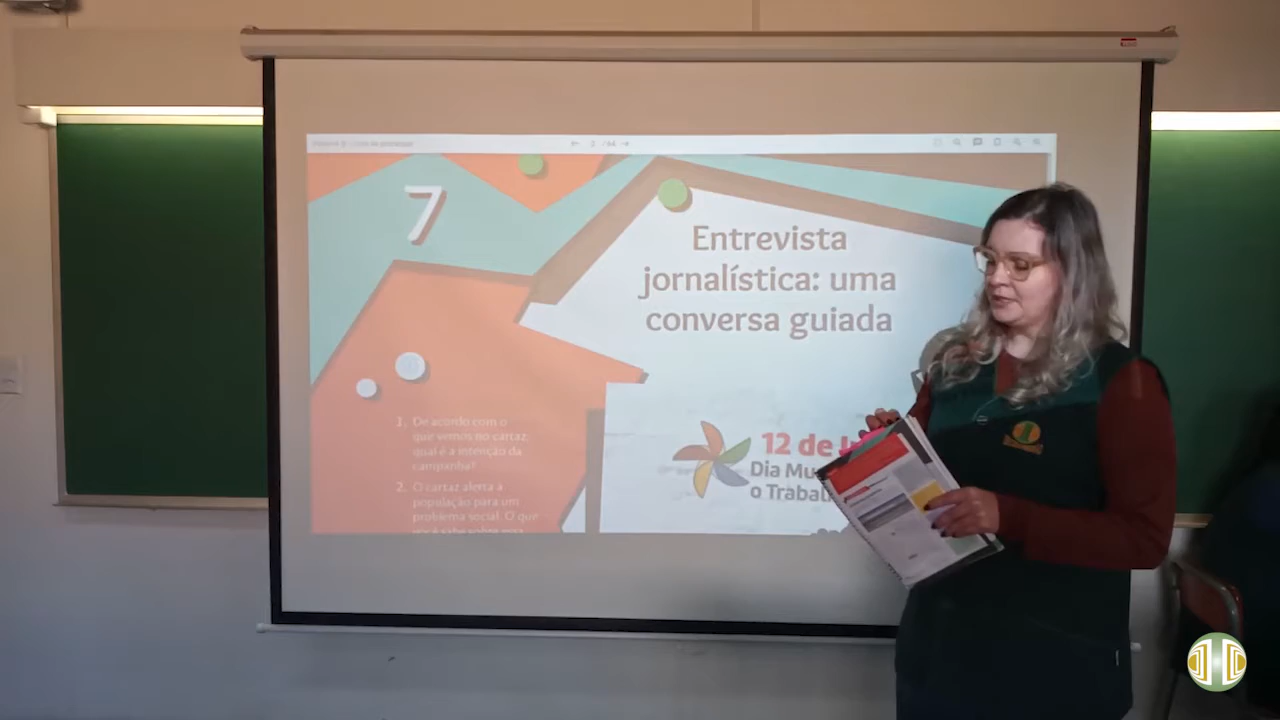 7
Entrevista
jornalística: uma
conversa guiada
1. De acordo com o
que vemos no cartaz,
qual é a intenção da
campanha?
2. O cartaz alerta a
população para um
problema social. O que
12 de
Dia Mu
o Trabal